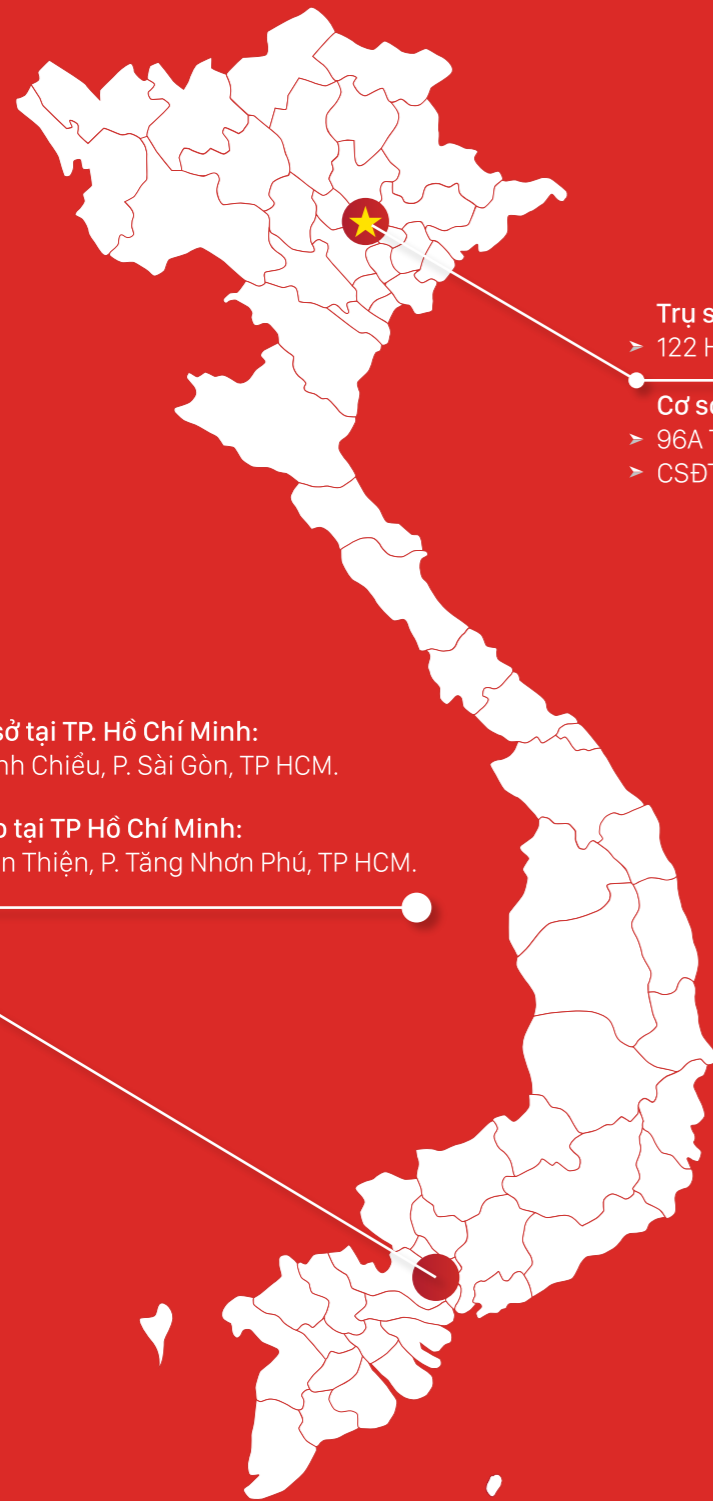 Trụ s
➢ 122 H
Cơ sở
➢ 96A T
➢ CSĐT
sở tại TP. Hồ Chí Minh:
nh Chiểu, P. Sài Gòn, TP HCM.
o tại TP Hồ Chí Minh:
n Thiện, P. Tăng Nhơn Phú, TP HCM.